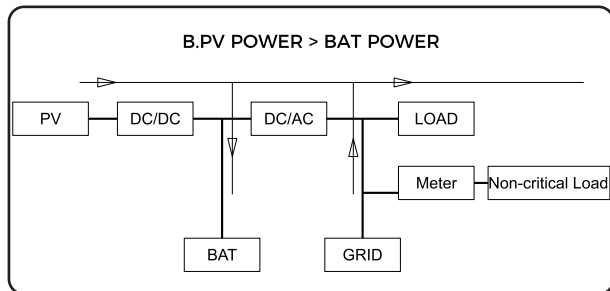 B.PV POWER > BAT POWER
PV
DC/DC
DC/AC
LOAD
Meter
Non-critical Load
BAT
GRID